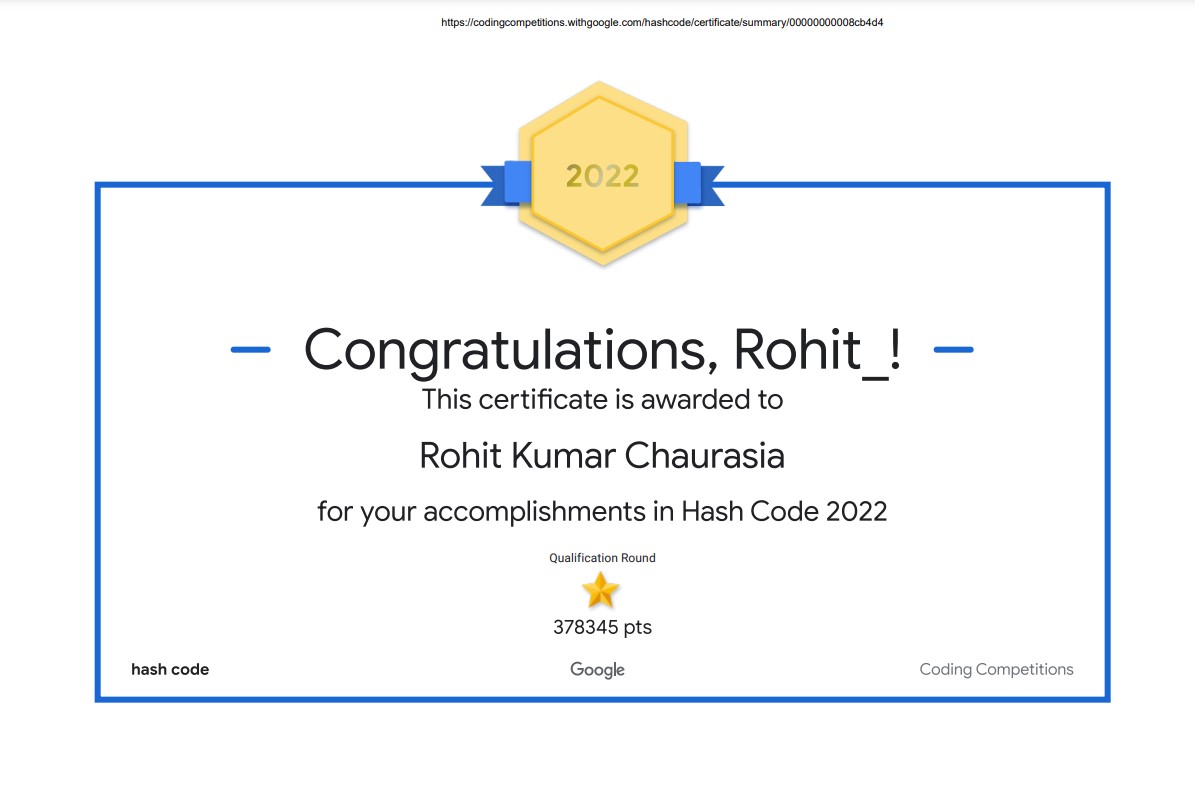 https://codingcompetitions.withgoogle.com/hashcode/certificate/summary/00000000008cb4d4
2022
Congratulations, Rohit_!
This certificate is awarded to
Rohit Kumar Chaurasia
for your accomplishments in Hash Code 2022
Qualification Round
378345 pts
hash code Google Coding Competitions